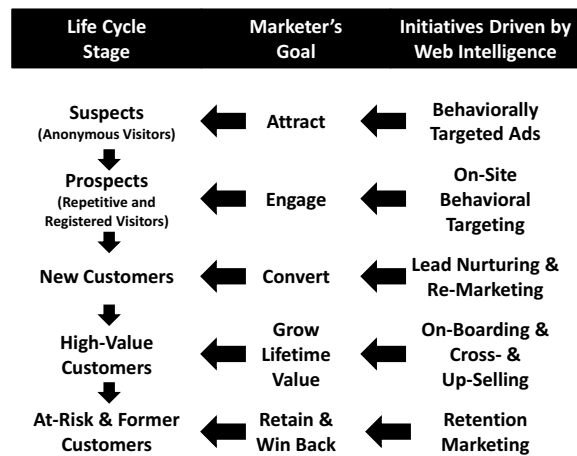 Life Cycle
Stage
Marketer's
Goal
Initiatives Driven by
Web Intelligence
Suspects
(Anonymous Visitors)
Attract
Behaviorally
Targeted Ads
Prospects
(Repetitive and
Registered Visitors)
Engage
On-Site
Behavioral
Targeting
New Customers
Convert
Lead Nurturing &
Re-Marketing
High-Value
Customers
Grow
Lifetime
Value
On-Boarding &
Cross- &
Up-Selling
At-Risk & Former
Customers
Retain &
Win Back
Retention
Marketing